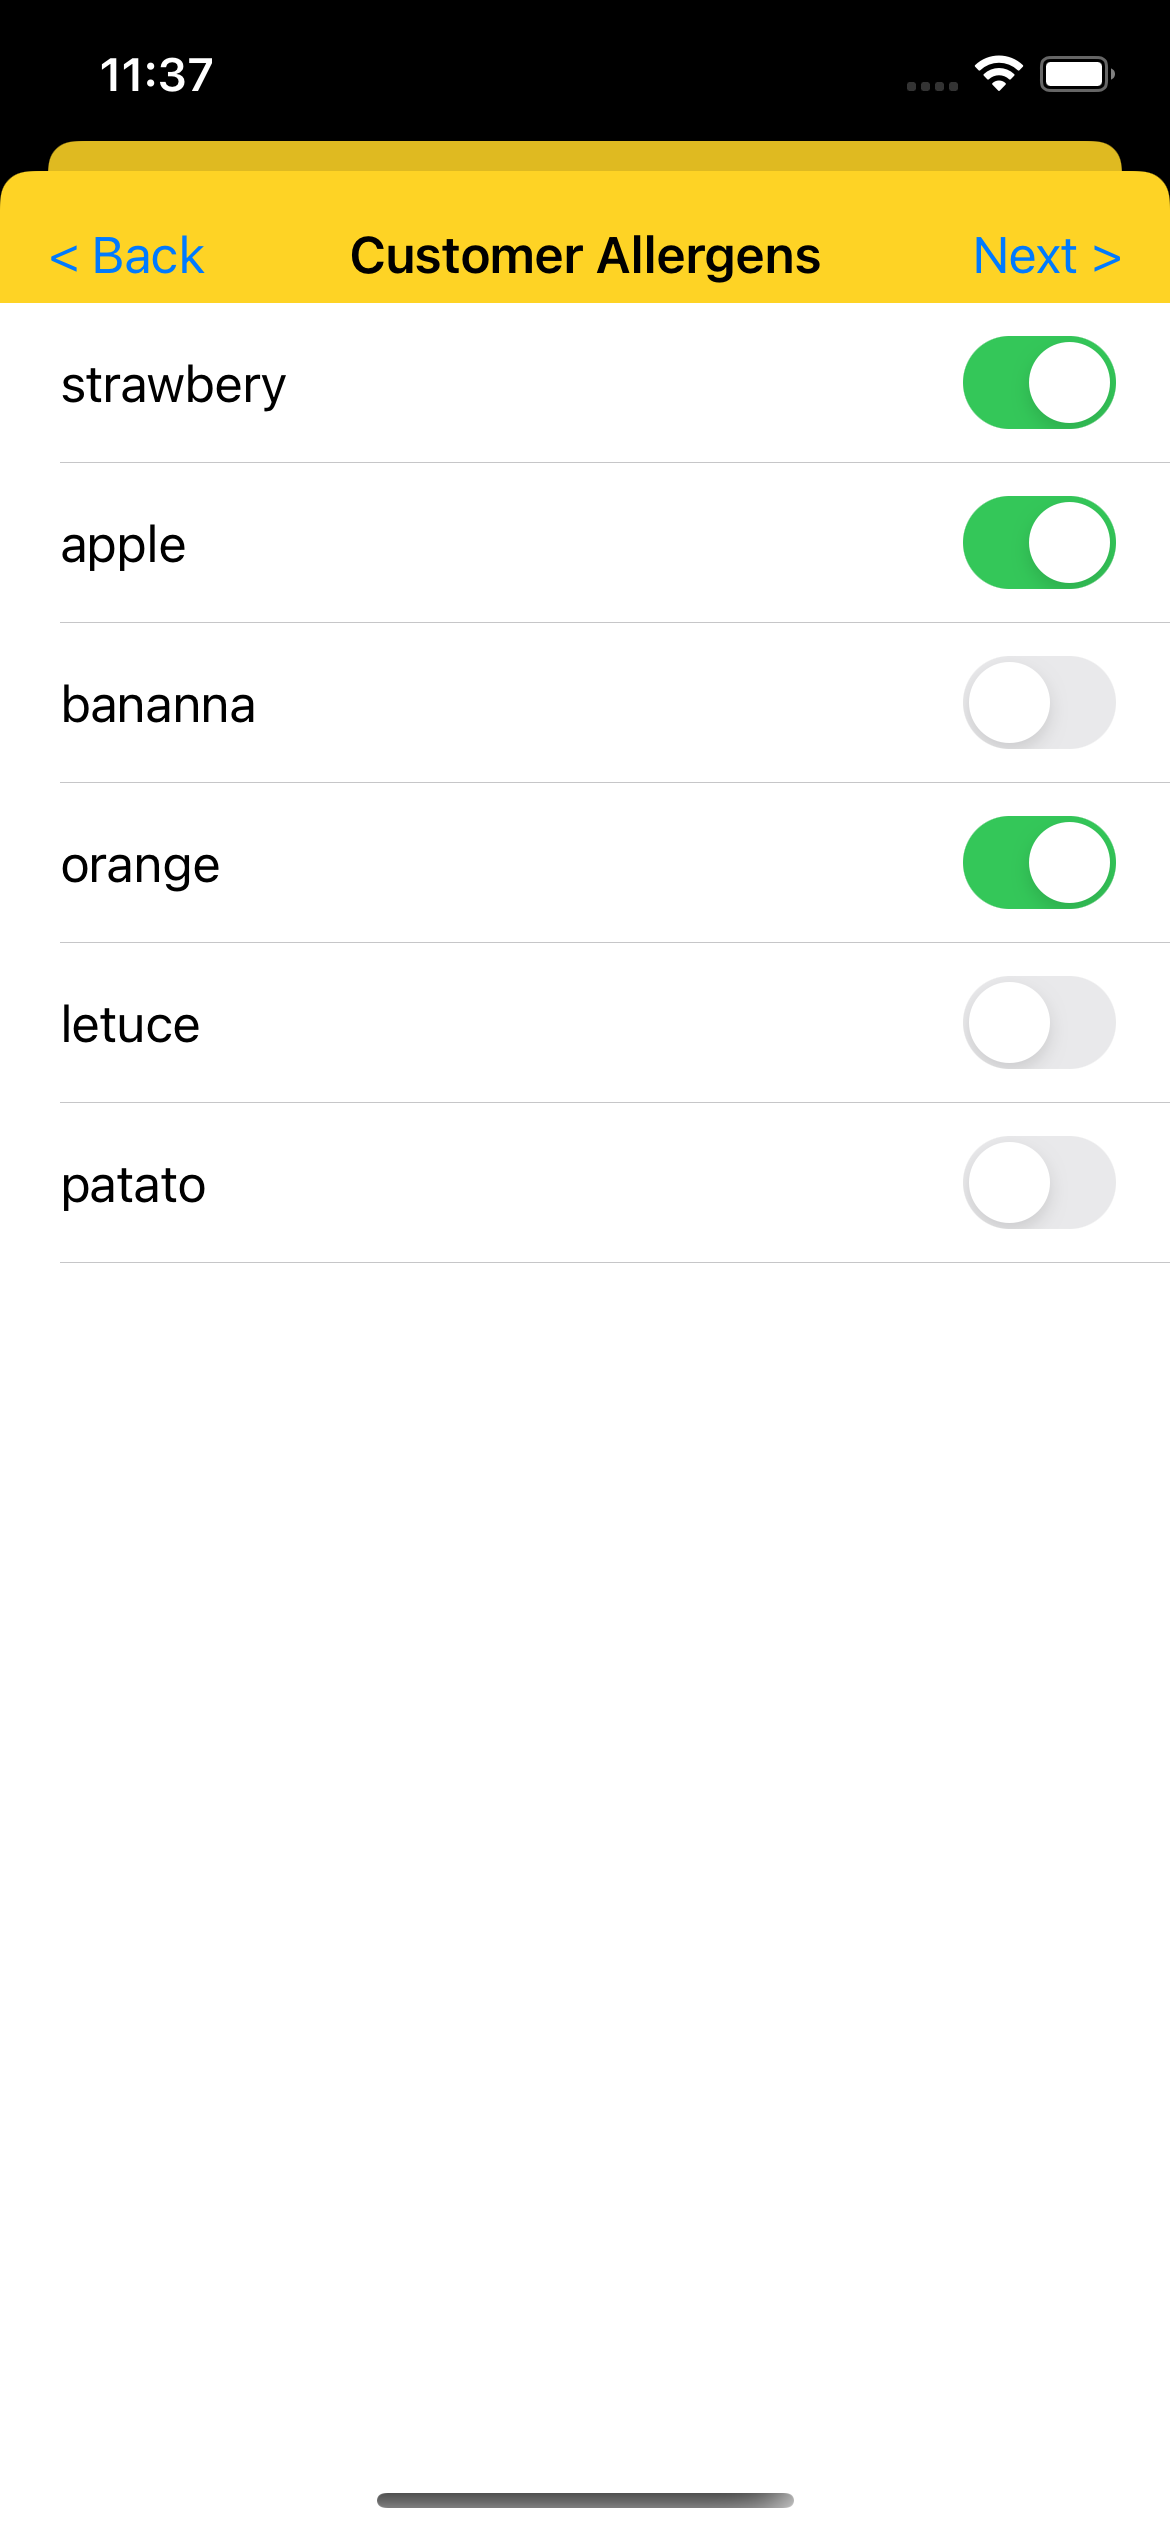 11:37
< Back Customer Allergens Next >
strawbery
apple
bananna
orange
letuce
patato